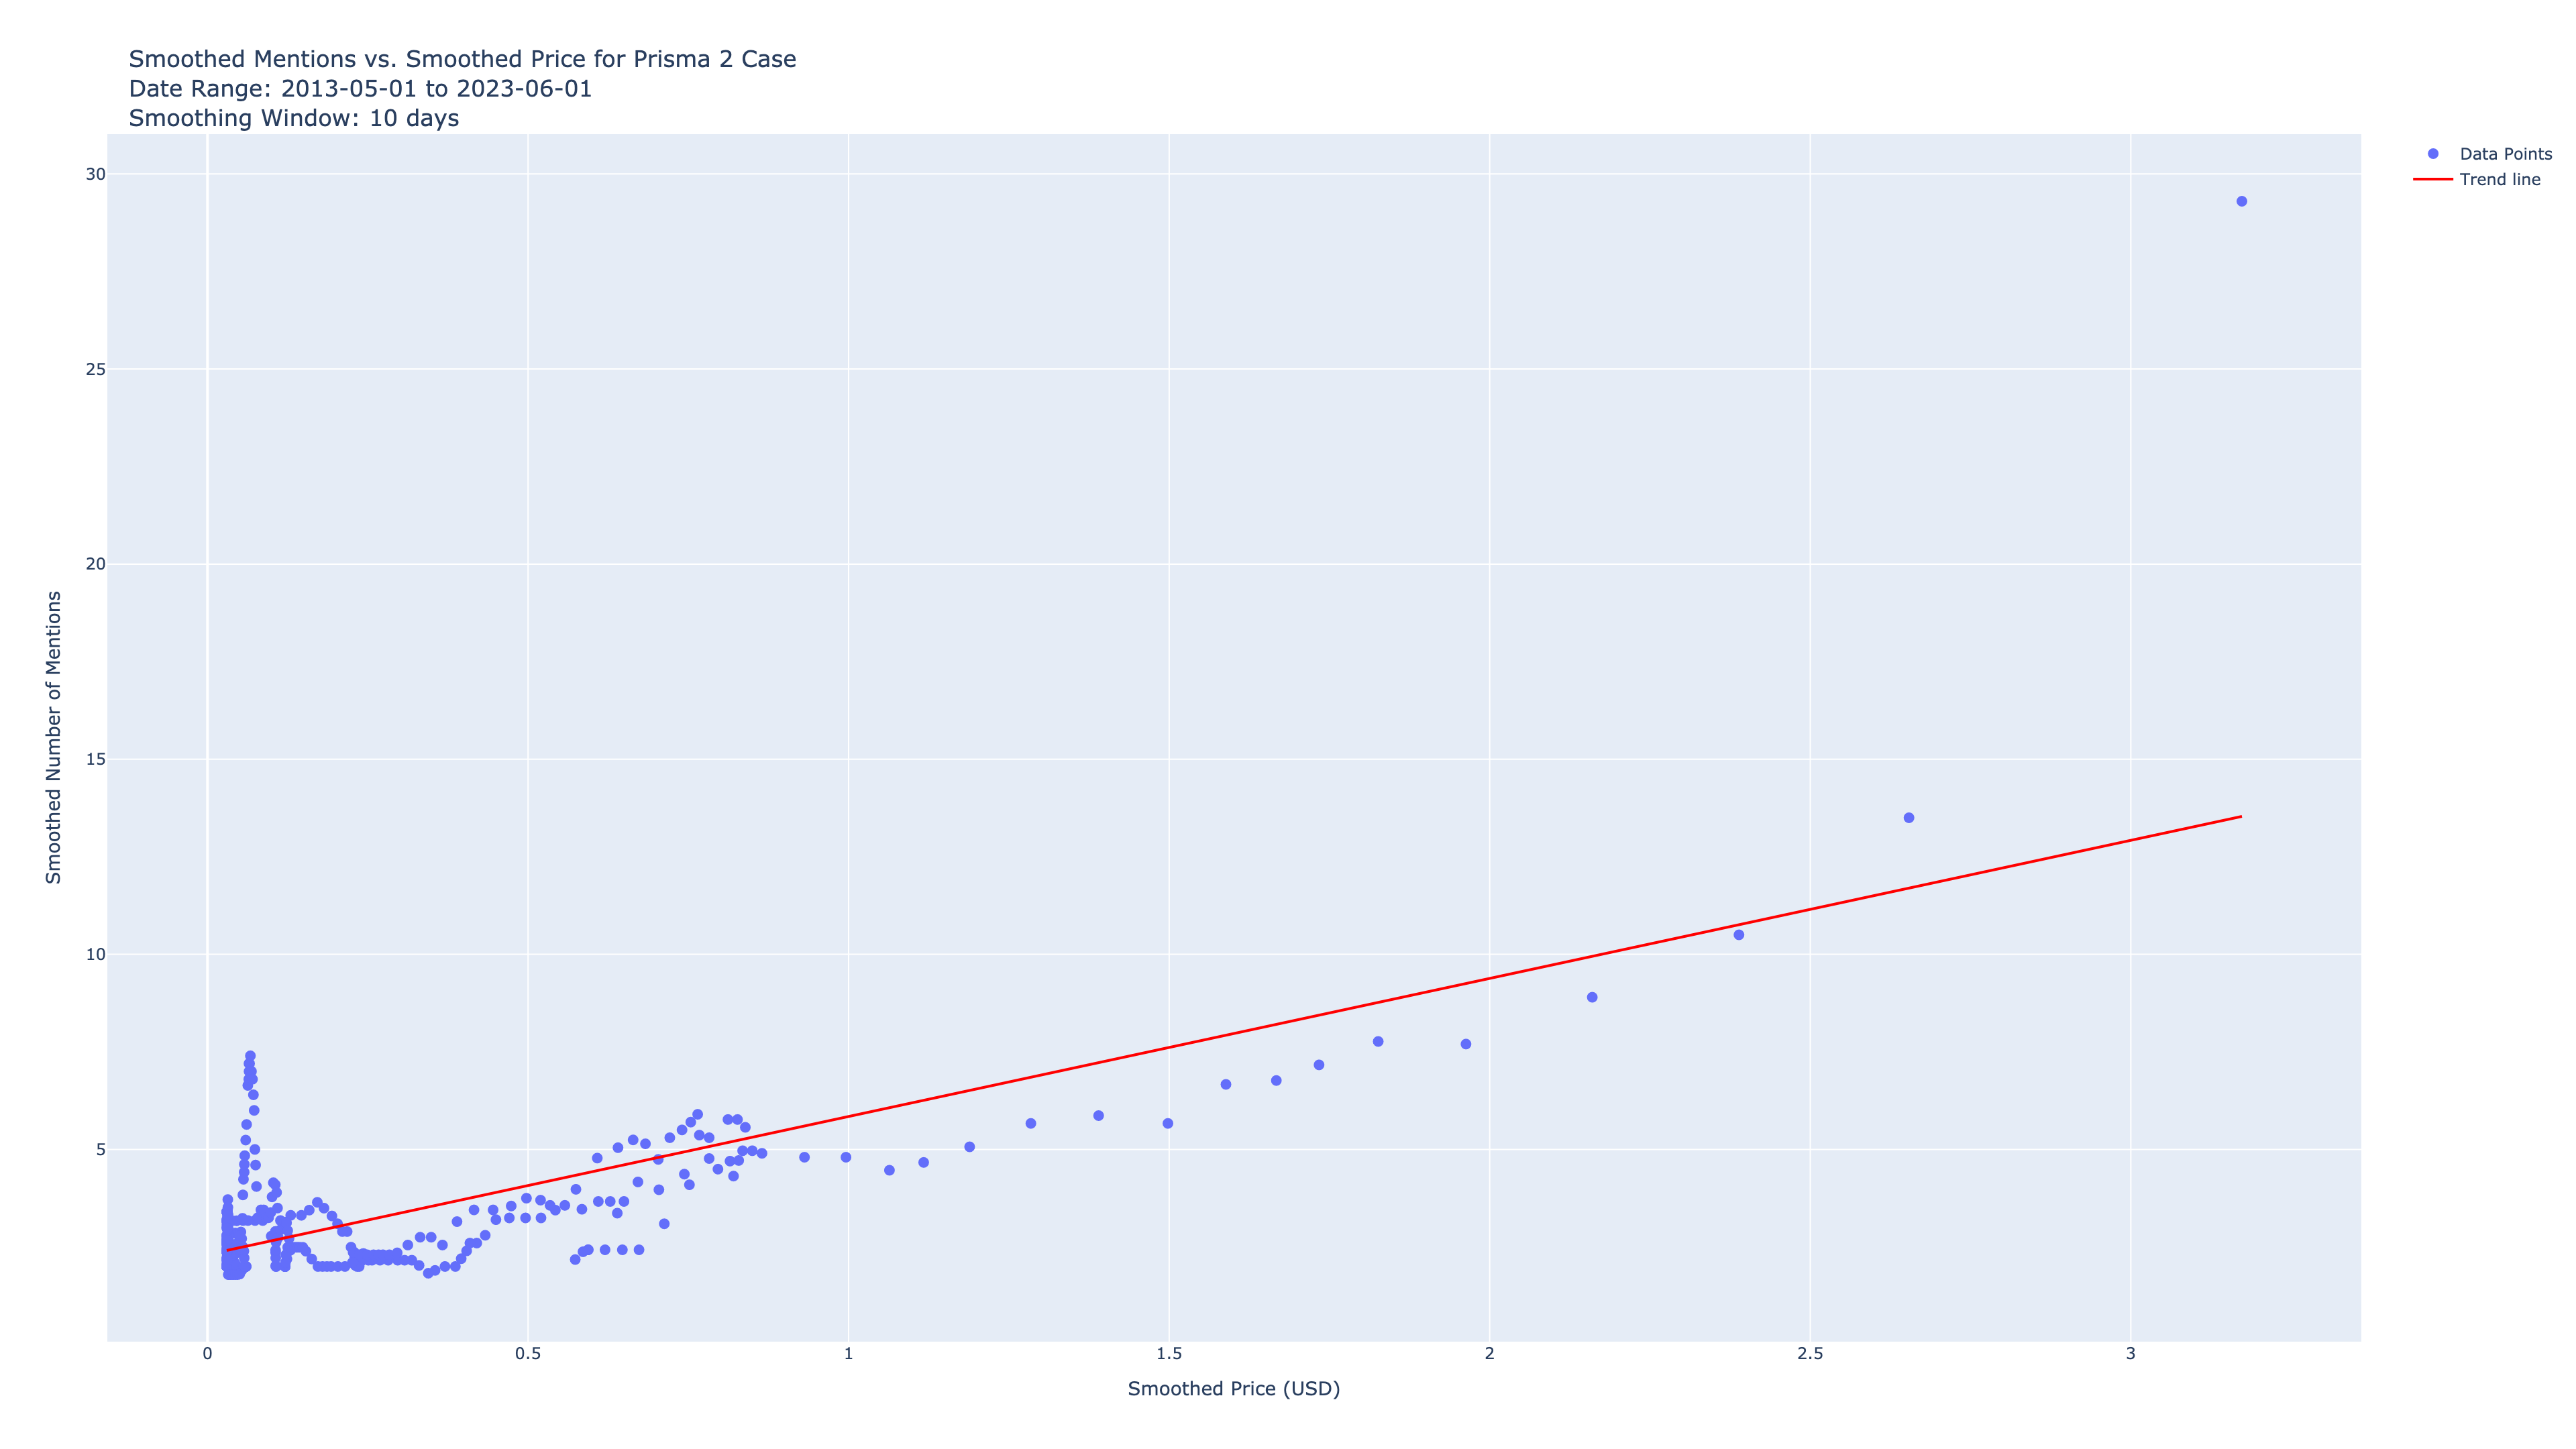 Smoothed Mentions vs. Smoothed Price for Prisma 2 Case
Date Range: 2013-05-01 to 2023-06-01
Smoothing Window: 10 days
Data Points
Trend line
30
25
20
15
10
5
Smoothed Number of Mentions
0
0.5
1
1.5
2
2.5
3
Smoothed Price (USD)